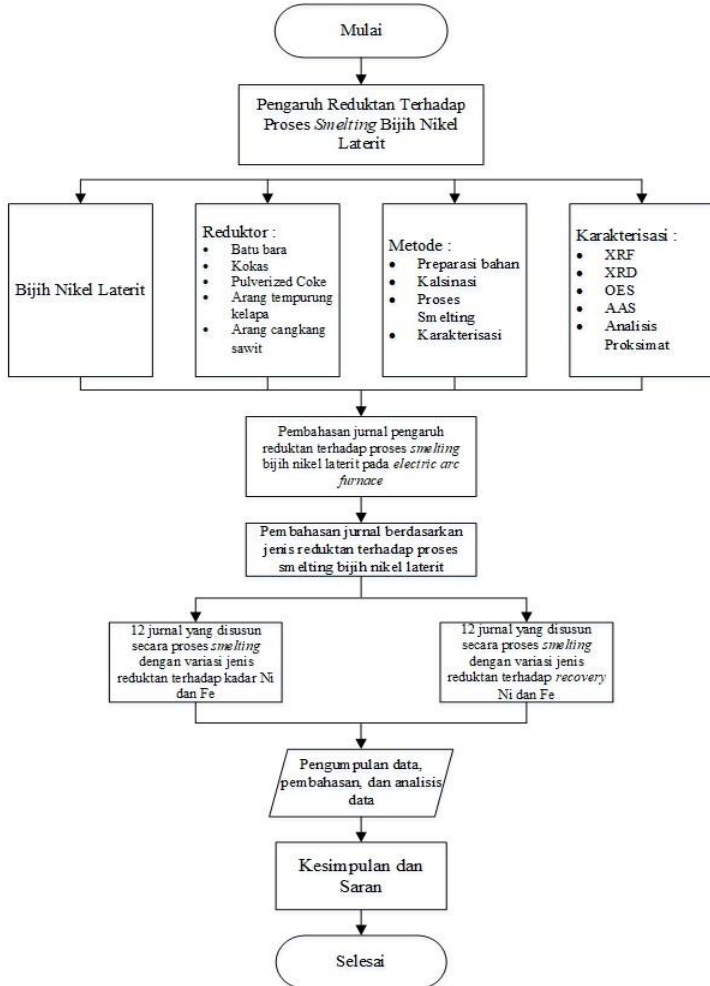 Mulai
Pengaruh Reduktan Terhadap
Proses Smelting Bijih Nikel
Laterit
Bijih Nikel Laterit
Reduktor :
• Batu bara
• Kokas
• Pulverized Coke
• Arang tempurung
kelapa
• Arang cangkang
sawit
Metode :
• Preparasi bahan
• Kalsinasi
• Proses
Smelting
• Karakterisasi
Karakterisasi :
• XRF
• XRD
• OES
• AAS
• Analisis
Proksimat
Pembahasan jurnal pengaruh
reduktan terhadap proses smelting
bijih nikel laterit pada electric arc
furnace
Pembahasan jurnal berdasarkan
jenis reduktan terhadap proses
smelting bijih nikel laterit
12 jurnal yang disusun
secara proses smelting
dengan variasi jenis
reduktan terhadap kadar Ni
dan Fe
12 jurnal yang disusun
secara proses smelting
dengan variasi jenis
reduktan terhadap recovery
Ni dan Fe
Pengumpulan data,
pembahasan, dan analisis
data
Kesimpulan dan
Saran
Selesai